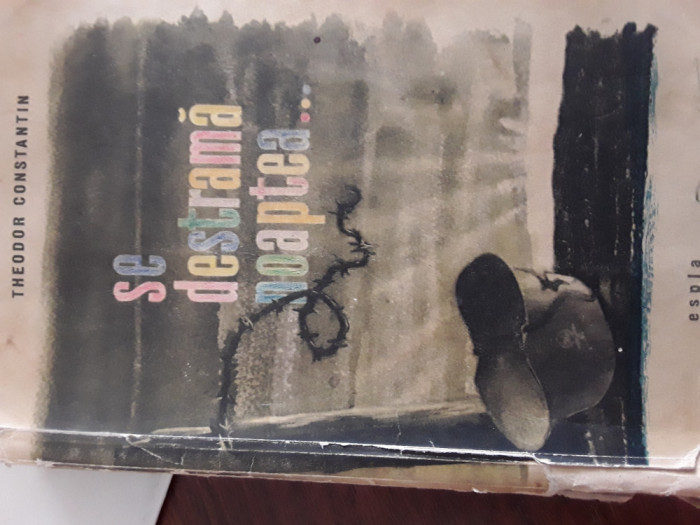 THEODOR CONSTANTIN
se
destramă
noaptea...
espla